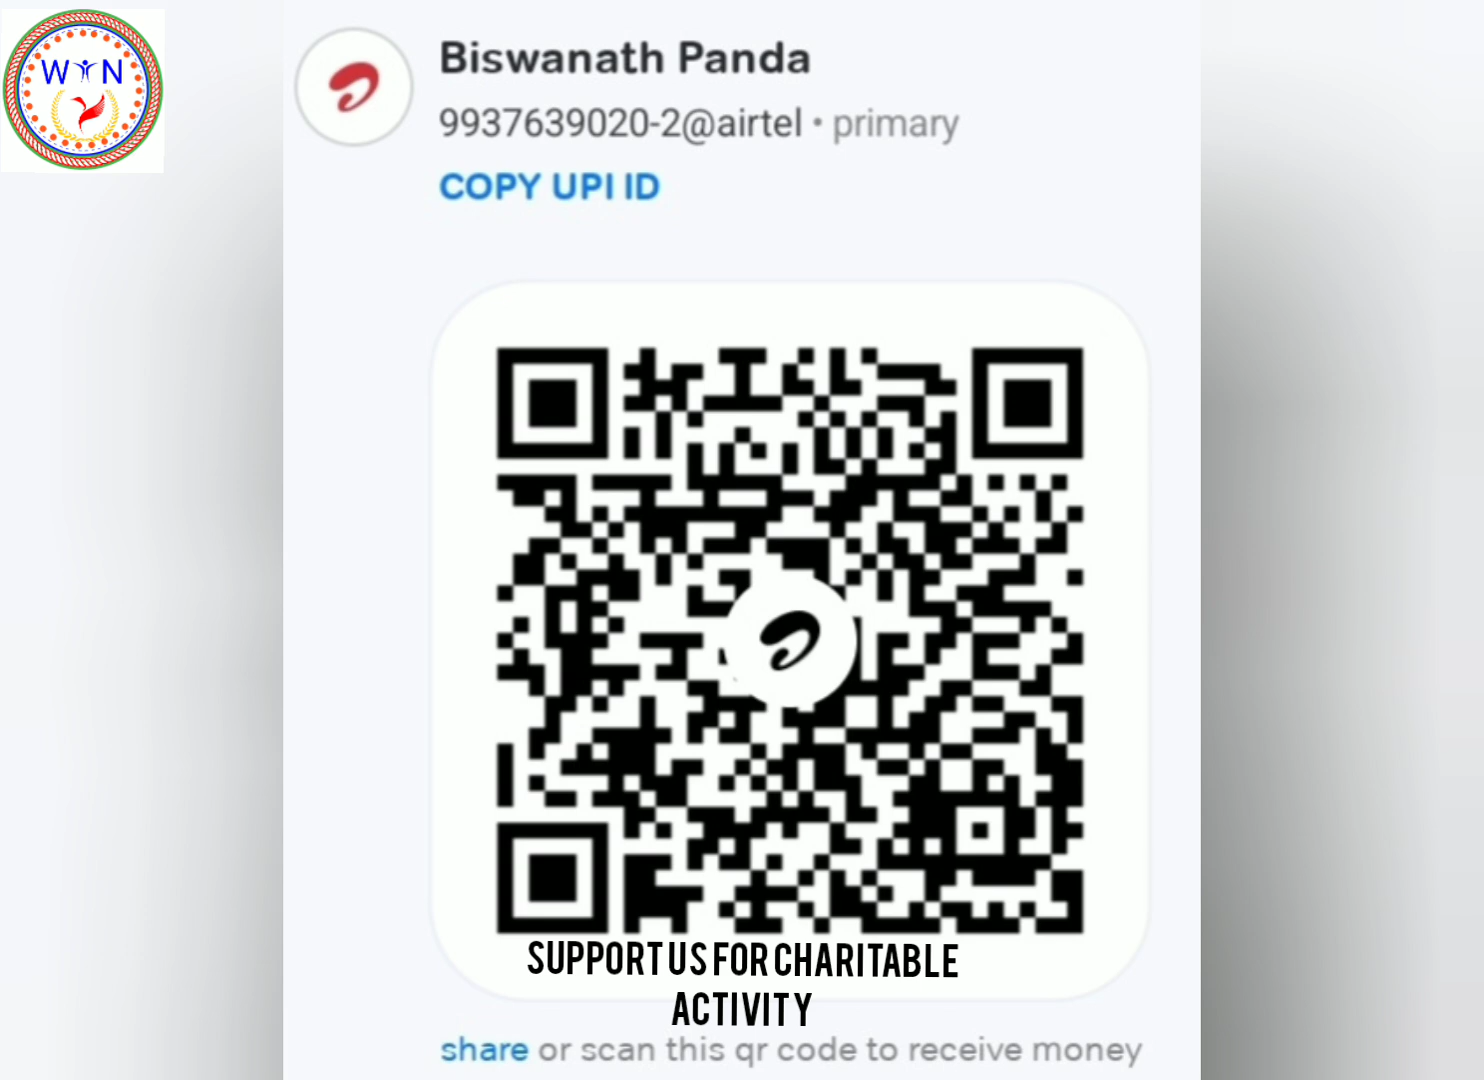 WYN
Biswanath Panda
9937639020-2@airtel • primary
COPY UPI ID
SUPPORT US FOR CHARITABLE
ACTIVITY
share or scan this qr code to receive money